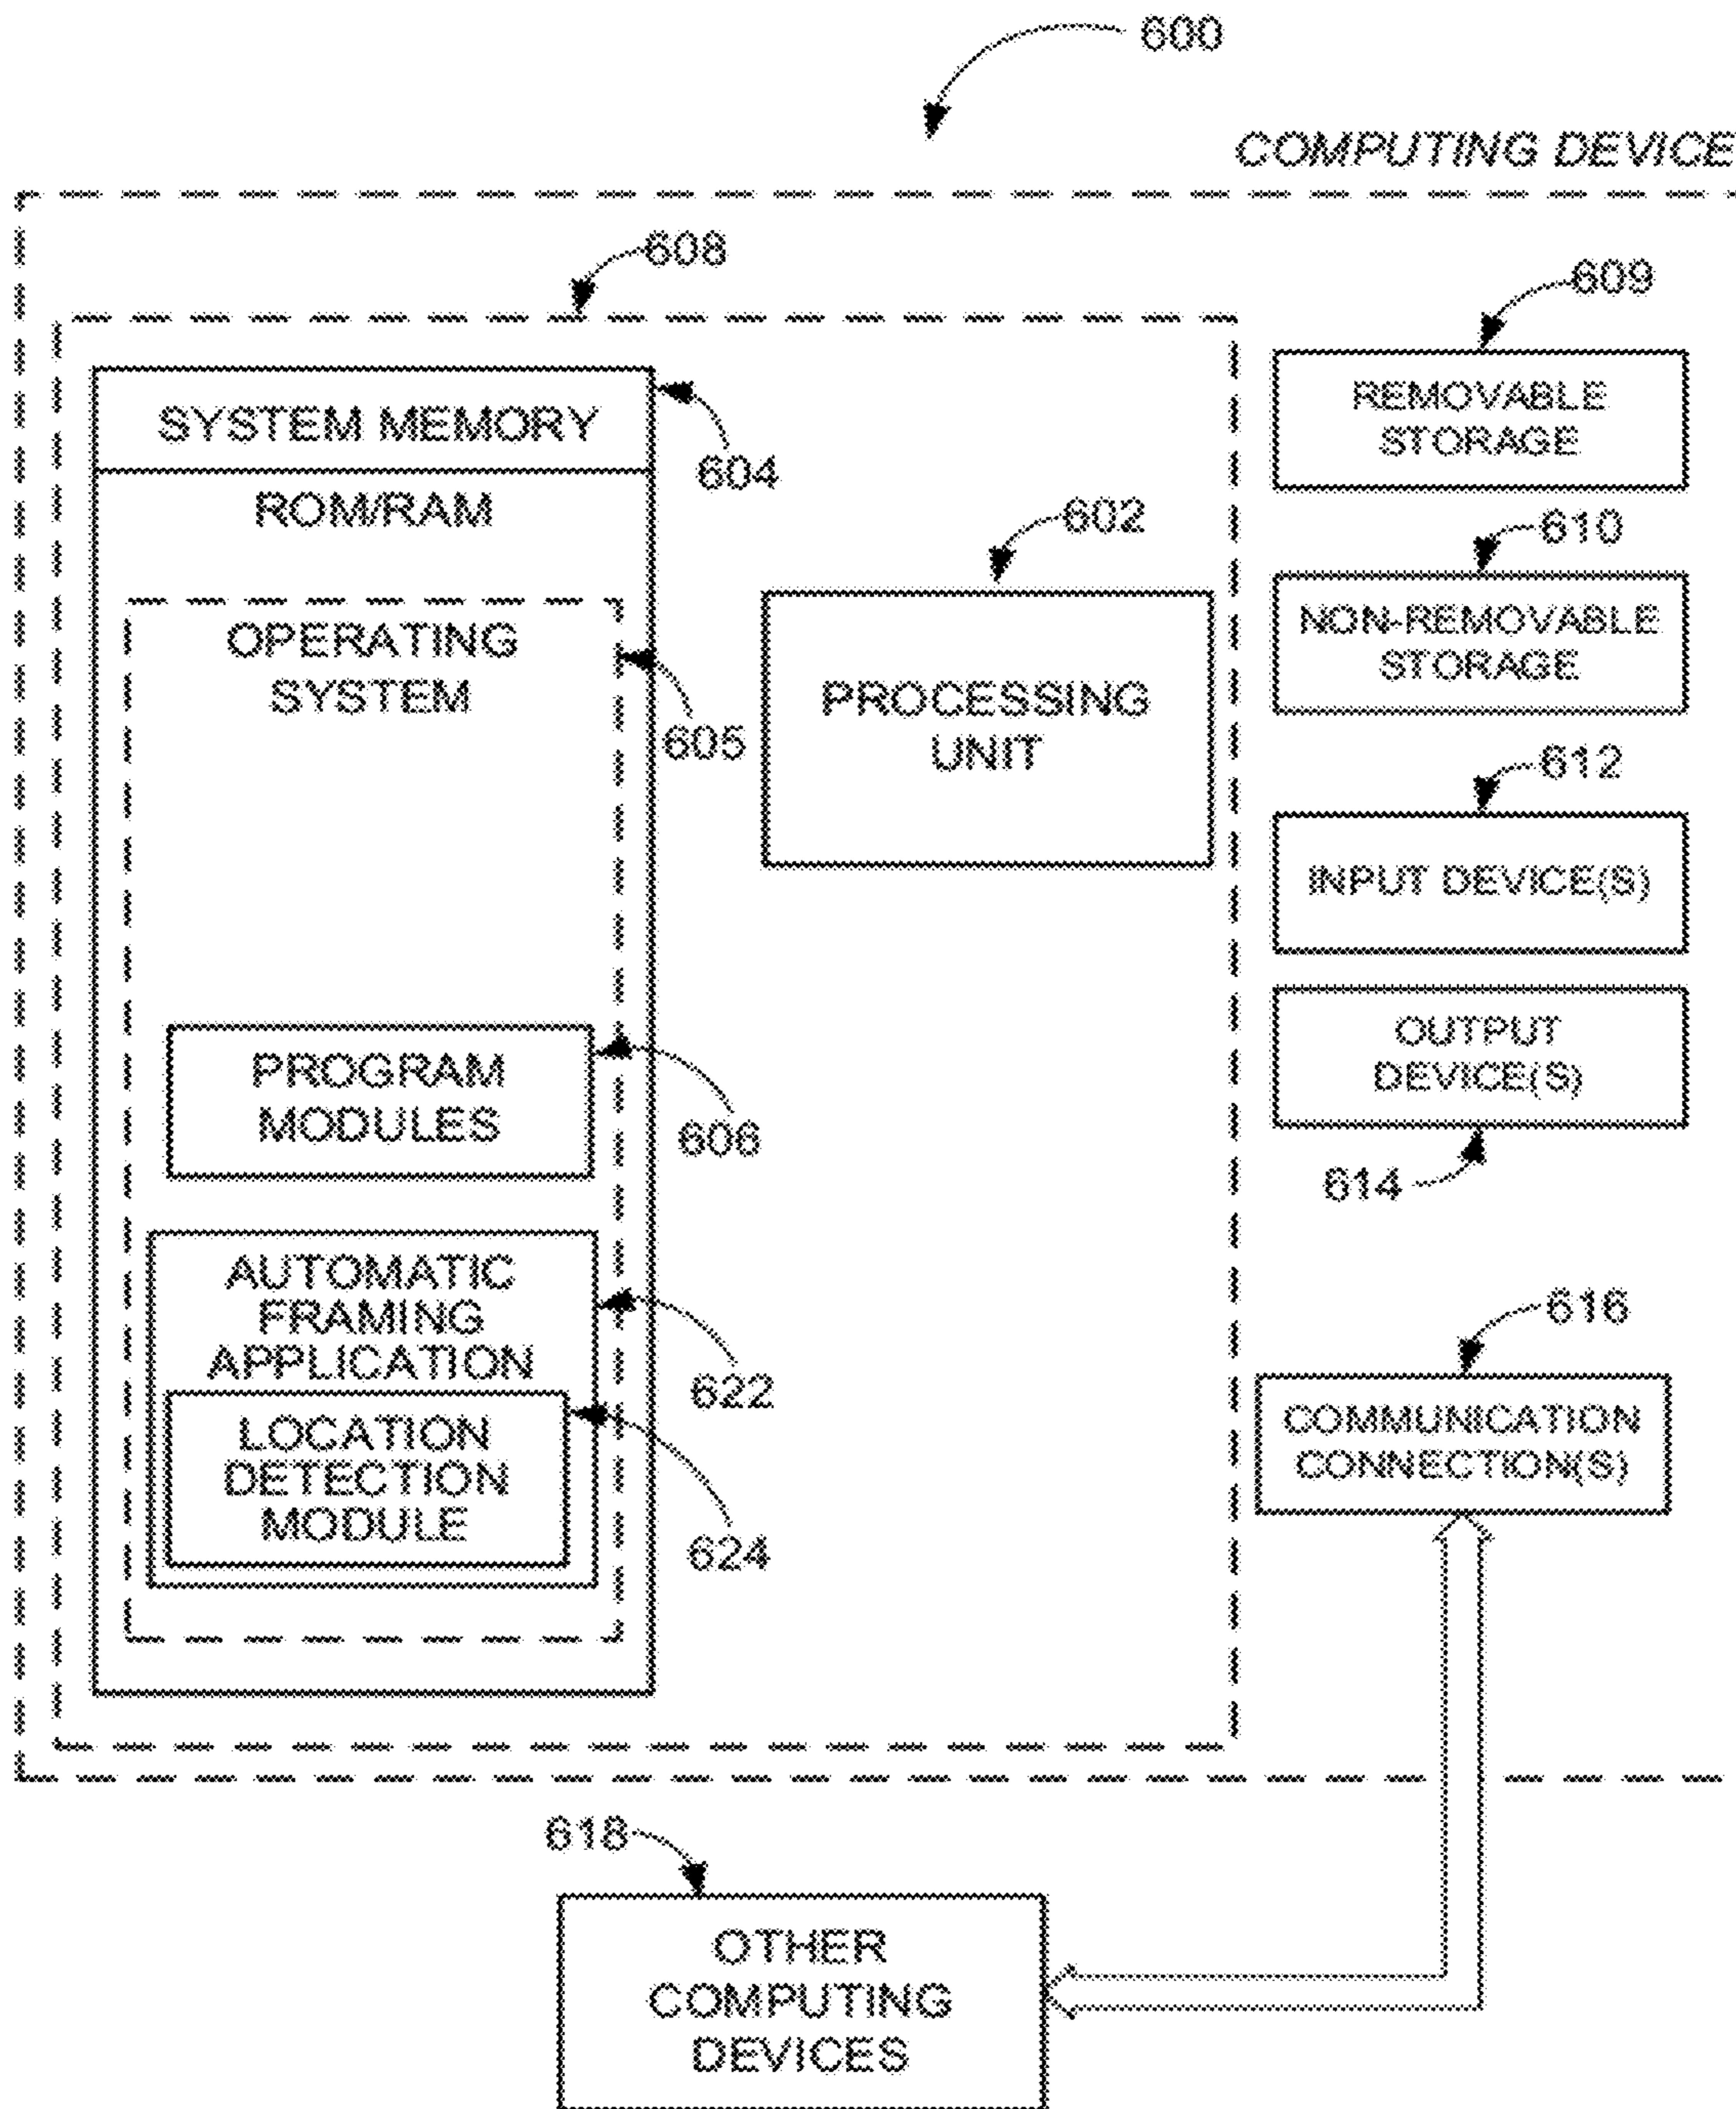 600
COMPUTING DEVICE
608
609
SYSTEM MEMORY
604
REMOVABLE
STORAGE
ROM/RAM
602
610
OPERATING
SYSTEM
605
PROCESSING
UNIT
NON-REMOVABLE
STORAGE
612
INPUT DEVICE(S)
OUTPUT
DEVICE(S)
614
PROGRAM
MODULES
606
AUTOMATIC
FRAMING
APPLICATION
622
616
LOCATION
DETECTION
MODULE
624
COMMUNICATION
CONNECTION(S)
618
OTHER
COMPUTING
DEVICES